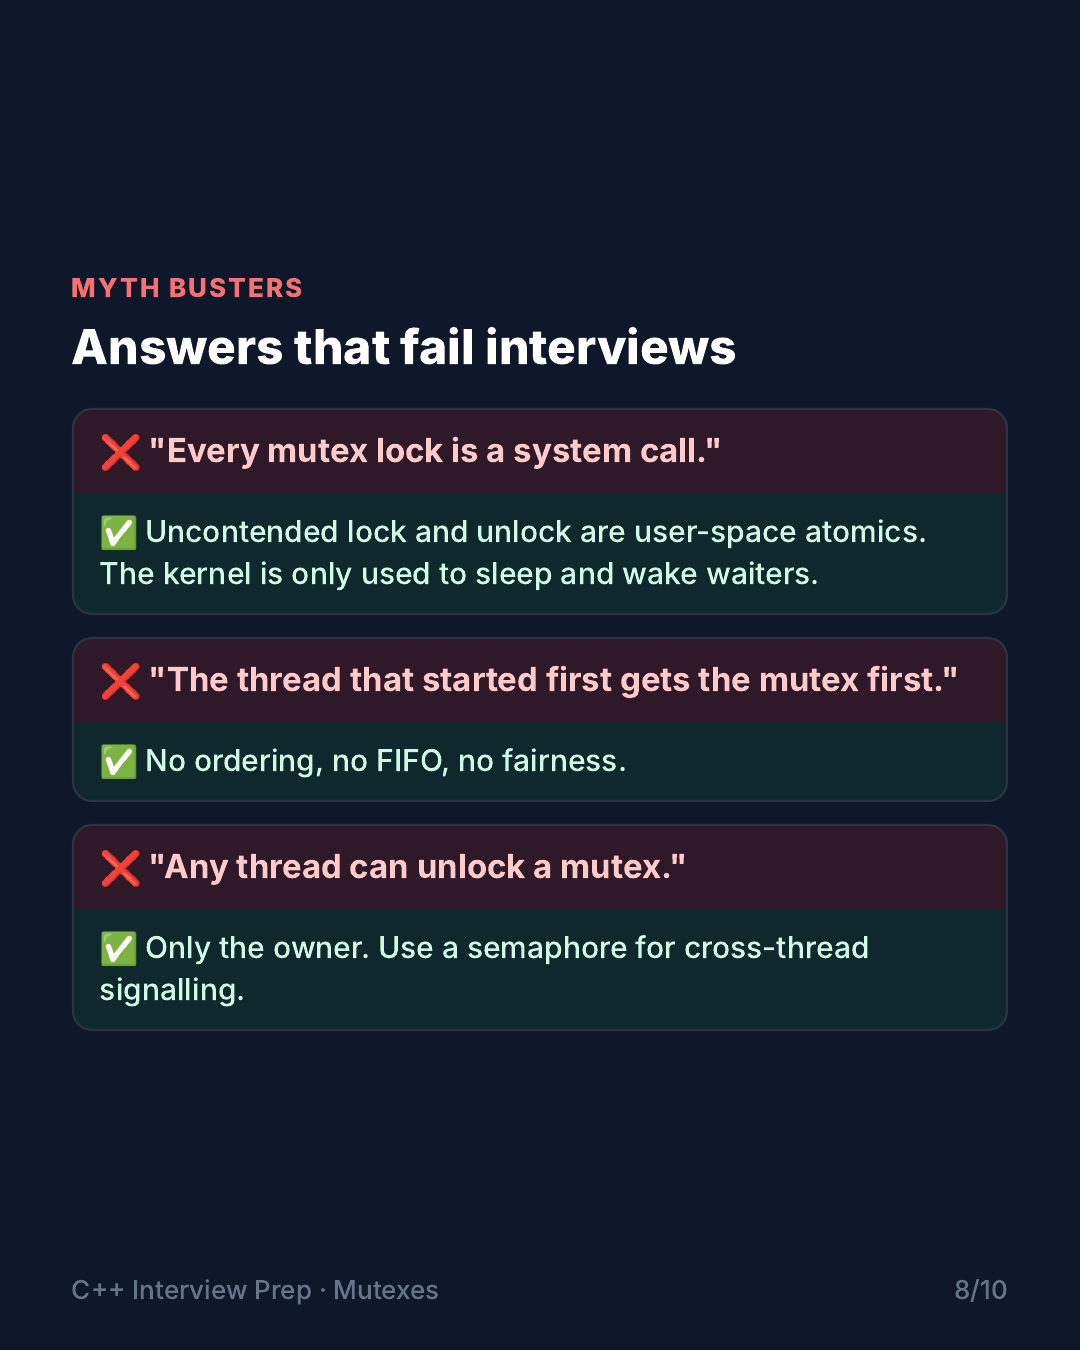 MYTH BUSTERS
Answers that fail interviews
❌ "Every mutex lock is a system call."
✅ Uncontended lock and unlock are user-space atomics.
The kernel is only used to sleep and wake waiters.
❌ "The thread that started first gets the mutex first."
✅ No ordering, no FIFO, no fairness.
❌ "Any thread can unlock a mutex."
✅ Only the owner. Use a semaphore for cross-thread
signalling.
C++ Interview Prep · Mutexes
8/10